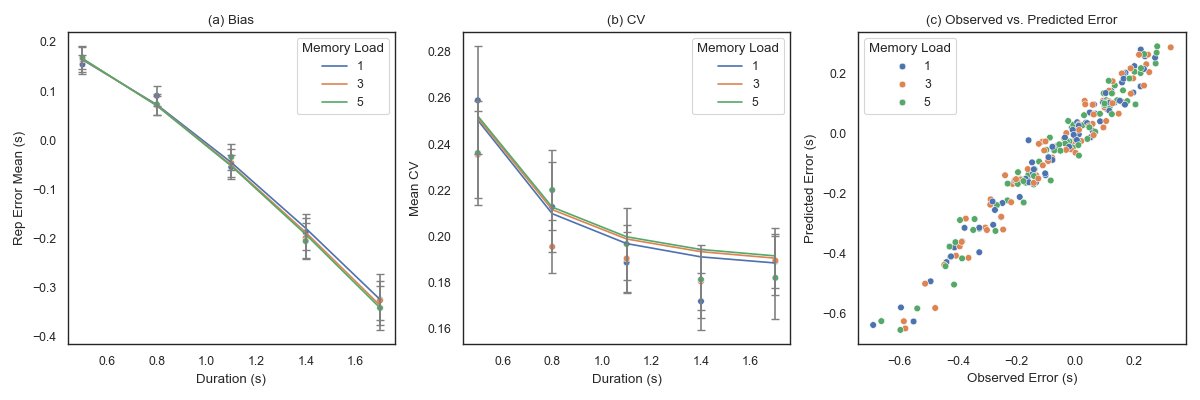 (a) Bias
Rep Error Mean (s)
0.2
0.1
0.0
−0.1
−0.2
−0.3
−0.4
Memory Load
1
3
5
0.6 0.8 1.0 1.2 1.4 1.6
Duration (s)
(b) CV
Mean CV
0.28
0.26
0.24
0.22
0.20
0.18
0.16
Memory Load
1
3
5
0.6 0.8 1.0 1.2 1.4 1.6
Duration (s)
(c) Observed vs. Predicted Error
Predicted Error (s)
0.2
0.0
−0.2
−0.4
−0.6
Memory Load
1
3
5
−0.6 −0.4 −0.2 0.0 0.2
Observed Error (s)